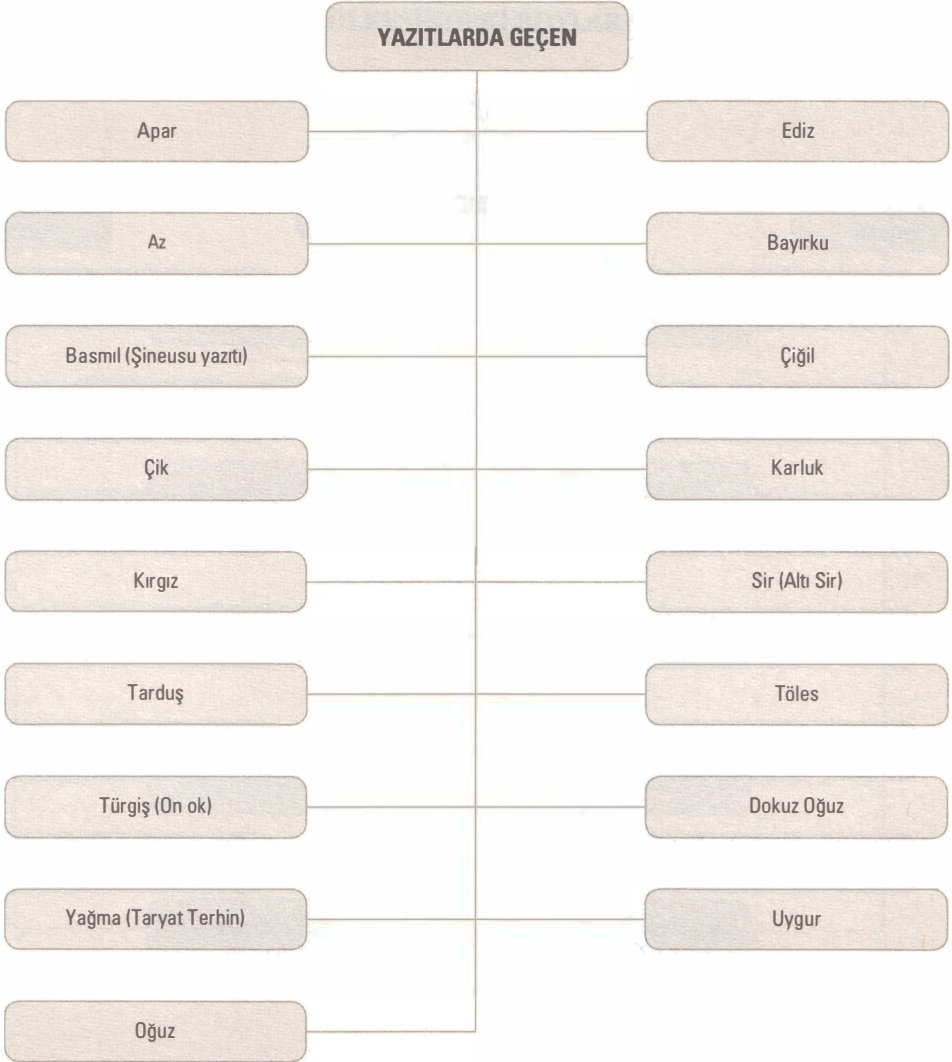 YAZITLARDA GEÇEN
Apar
Ediz
Az
Bayırku
Basmıl (Şineusu yazıtı)
Çiğil
Çik
Karluk
Kırgız
Sir (Altı Sir)
Tarduş
Töles
Türgiş (On ok)
Dokuz Oğuz
Yağma (Taryat Terhin)
Uygur
Oğuz